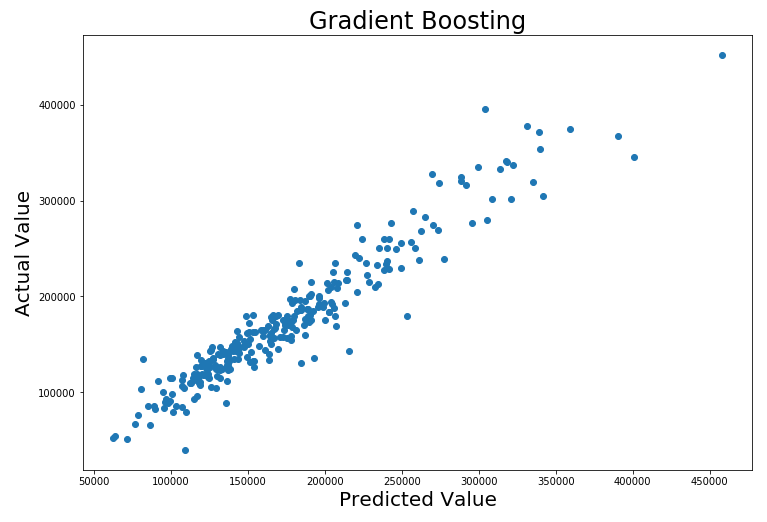 Gradient Boosting
400000
300000
200000
100000
Actual Value
50000 100000 150000 200000 250000 300000 350000 400000 450000
Predicted Value